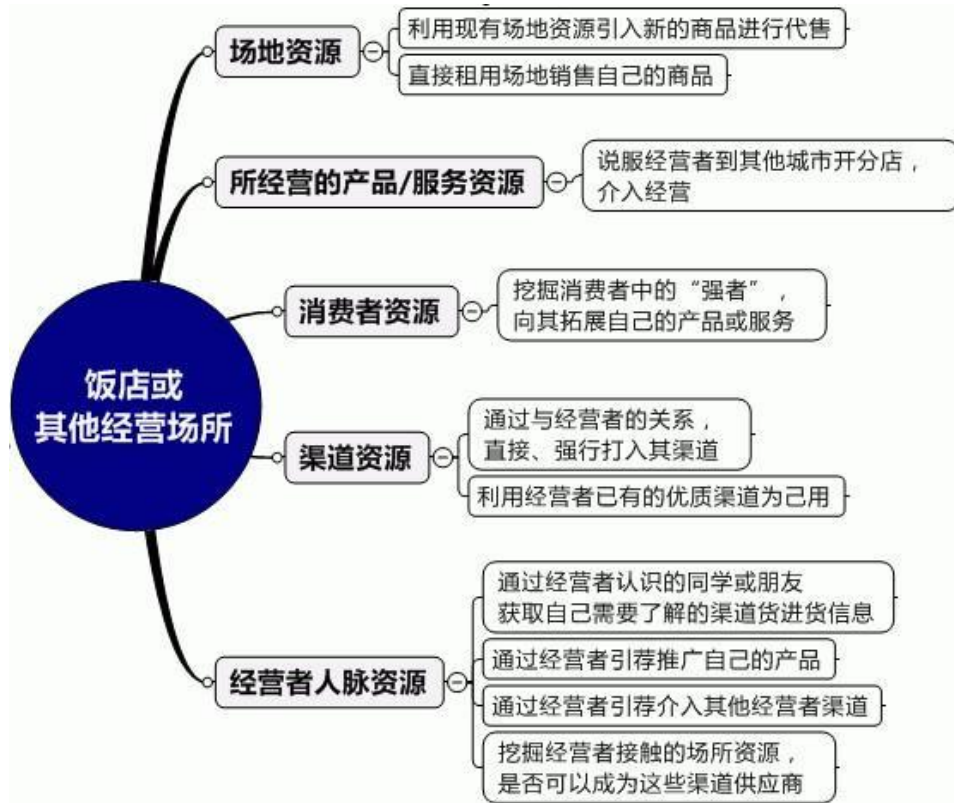 场地资源
利用现有场地资源引入新的商品进行代售
直接租用场地销售自己的商品
所经营的产品/服务资源
说服经营者到其他城市开分店，
介入经营
消费者资源
挖掘消费者中的“强者”，
向其拓展自己的产品或服务
饭店或
其他经营场所
渠道资源
通过与经营者的关系，
直接、强行打入其渠道
利用经营者已有的优质渠道为己用
经营者人脉资源
通过经营者认识的同学或朋友
获取自己需要了解的渠道货进货信息
通过经营者引荐推广自己的产品
通过经营者引荐介入其他经营者渠道
挖掘经营者接触的场所资源，
是否可以成为这些渠道供应商